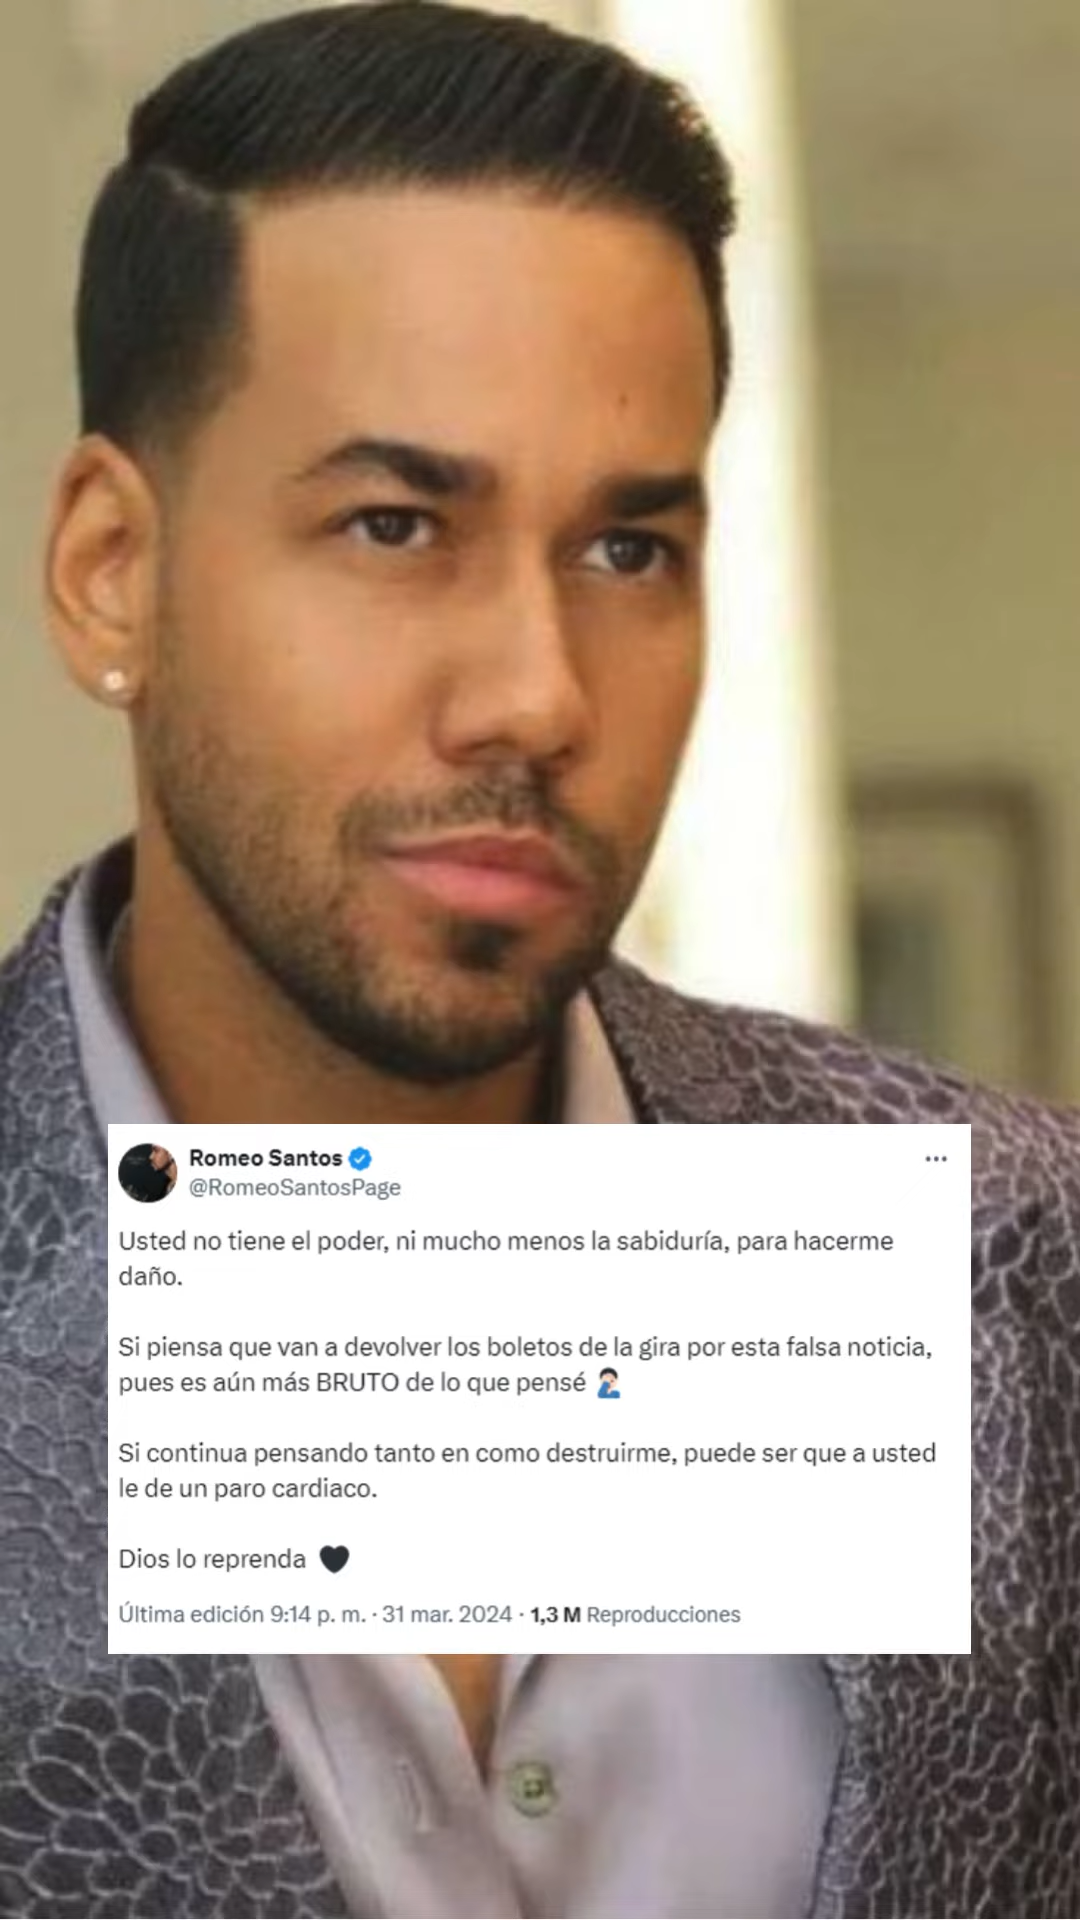 Romeo Santos
@RomeoSantosPage
Usted no tiene el poder, ni mucho menos la sabiduría, para hacerme
daño.
Si piensa que van a devolver los boletos de la gira por esta falsa noticia,
pues es aún más BRUTO de lo que pensé 🤦🏻‍♂️
Si continua pensando tanto en como destruirme, puede ser que a usted
le de un paro cardiaco.
Dios lo reprenda 🖤
Última edición 9:14 p. m. · 31 mar. 2024 · 1,3 M Reproducciones